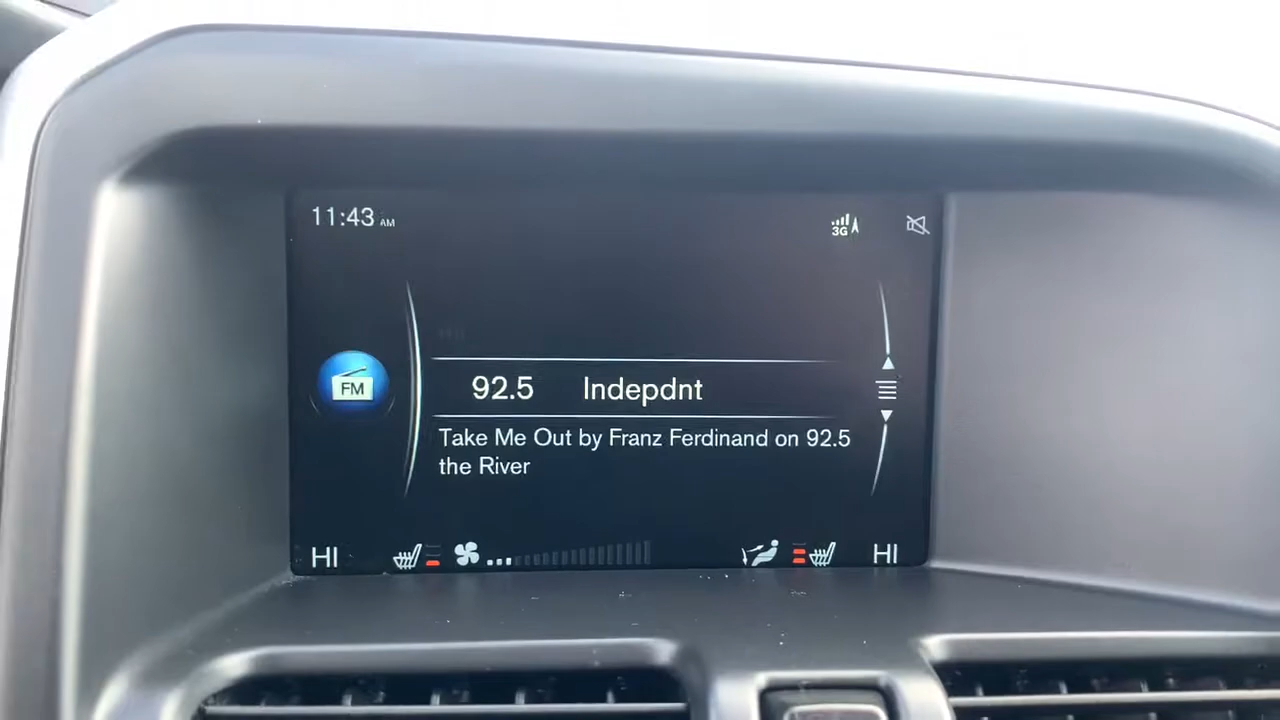 11:43 AM
3G
FM
92.5 Indepdnt
Take Me Out by Franz Ferdinand on 92.5
the River
HI HI